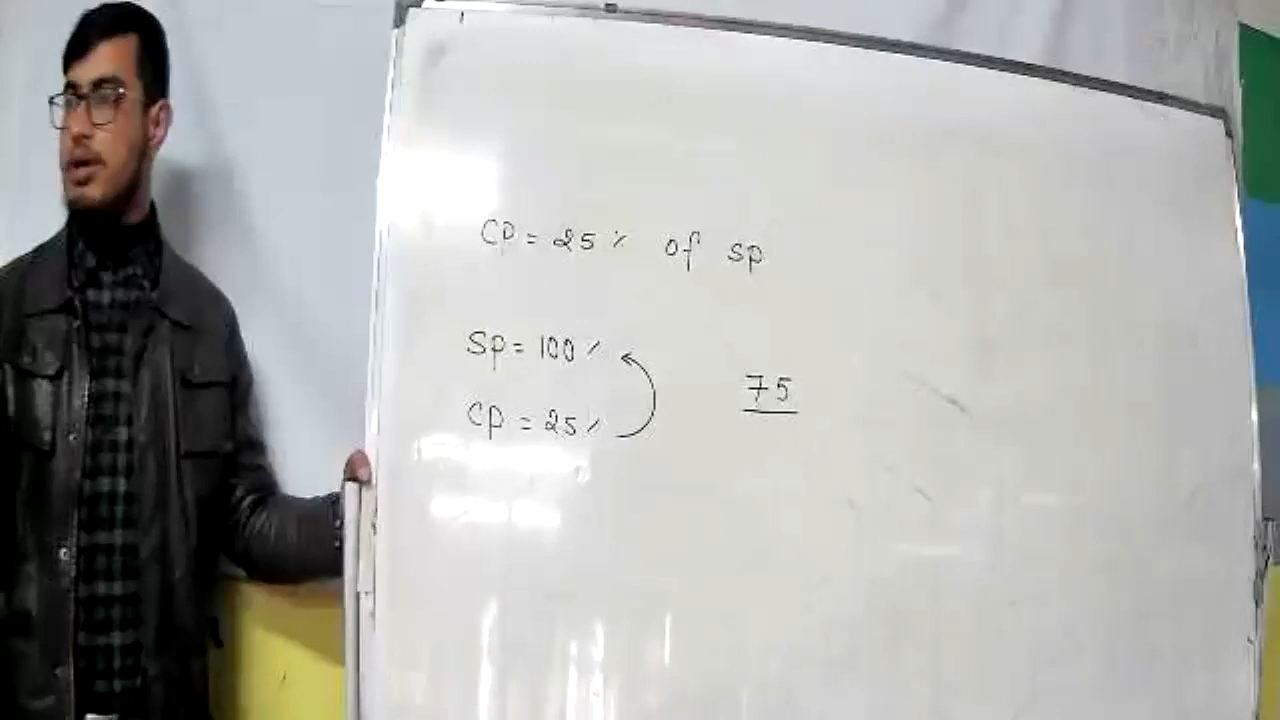 CP = 25% of SP
SP = 100%
75
CP = 25%